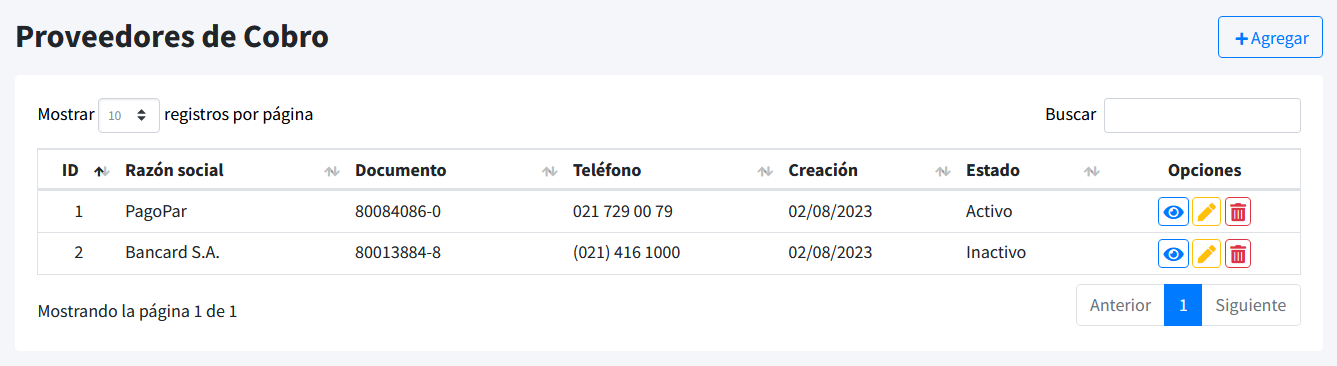 Proveedores de Cobro
Agregar
Mostrar 10 registros por página
Buscar
ID Razón social Documento Teléfono Creación Estado Opciones
1 PagoPar 80084086-0 021 729 00 79 02/08/2023 Activo
2 Bancard S.A. 80013884-8 (021) 416 1000 02/08/2023 Inactivo
Mostrando la página 1 de 1
Anterior 1 Siguiente